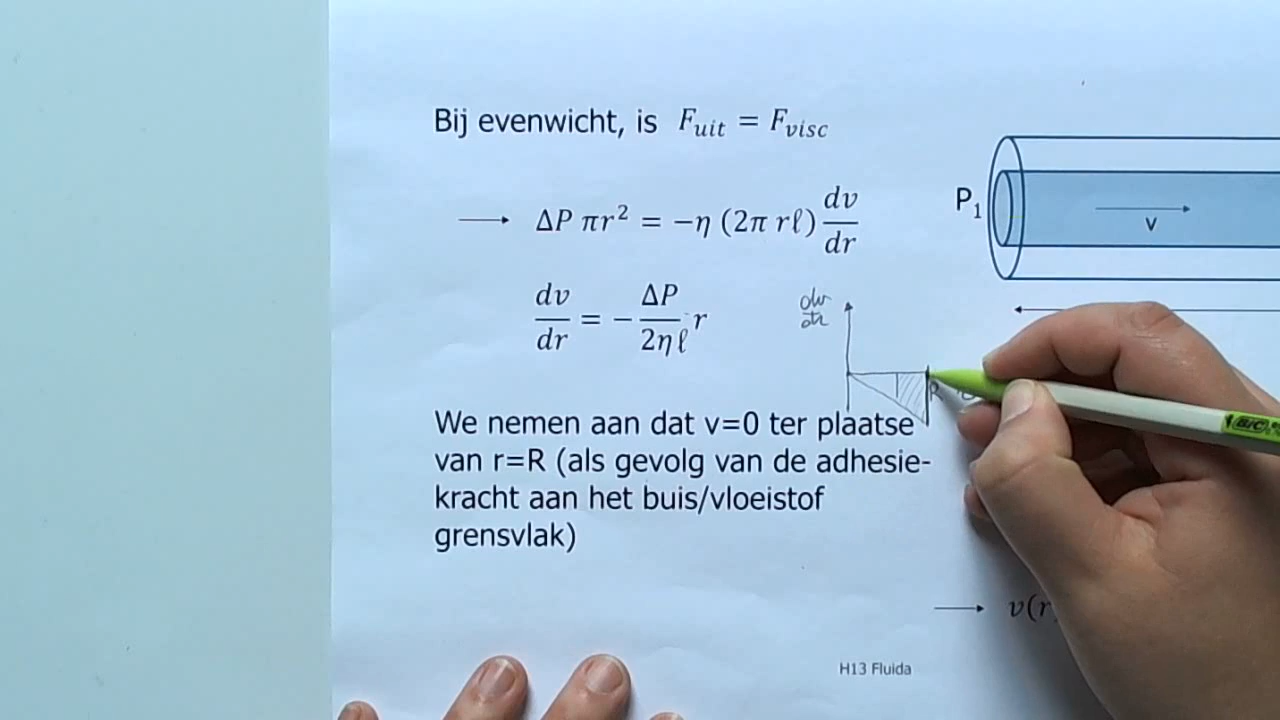 Bij evenwicht, is F_uit = F_visc
P₁
ΔP πr² = −η (2π rℓ) dv/dr
v
dv/dr = − ΔP/2ηℓ r
dv
dr
R
We nemen aan dat v=0 ter plaatse
van r=R (als gevolg van de adhesie-
kracht aan het buis/vloeistof
grensvlak)
v(r
H13 Fluida
BIC